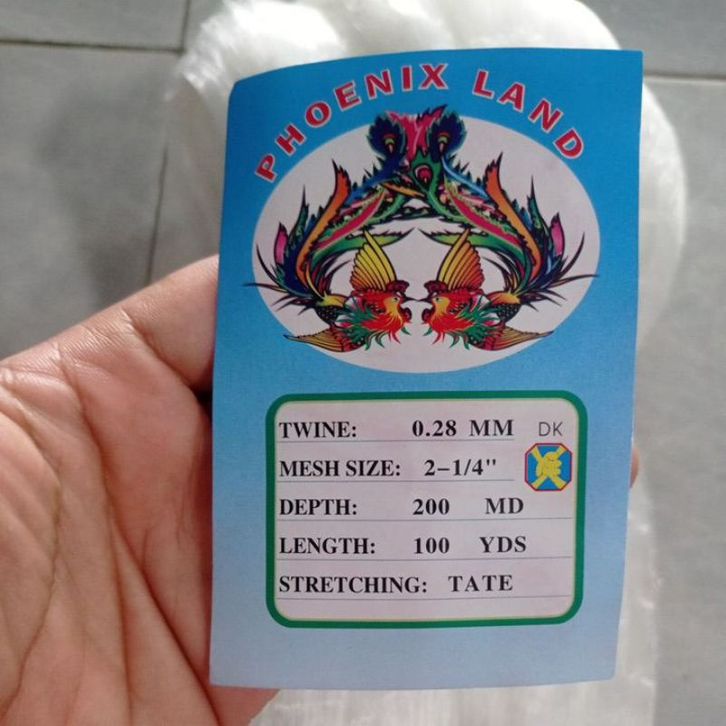 PHOENIX LAND
TWINE: 0.28 MM DK
MESH SIZE: 2-1/4"
DEPTH: 200 MD
LENGTH: 100 YDS
STRETCHING: TATE